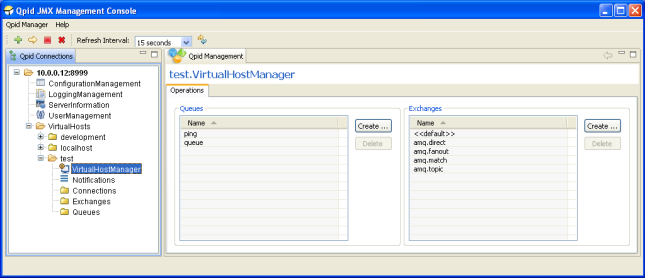 Qpid JMX Management Console
Qpid Manager Help
Refresh Interval: 15 seconds
Qpid Connections
10.0.0.12:8999
ConfigurationManagement
LoggingManagement
ServerInformation
UserManagement
VirtualHosts
development
localhost
test
VirtualHostManager
Notifications
Connections
Exchanges
Queues
Qpid Management
test.VirtualHostManager
Operations
Queues
Name
ping
queue
Create ...
Delete
Exchanges
Name
<<default>>
amq.direct
amq.fanout
amq.match
amq.topic
Create ...
Delete